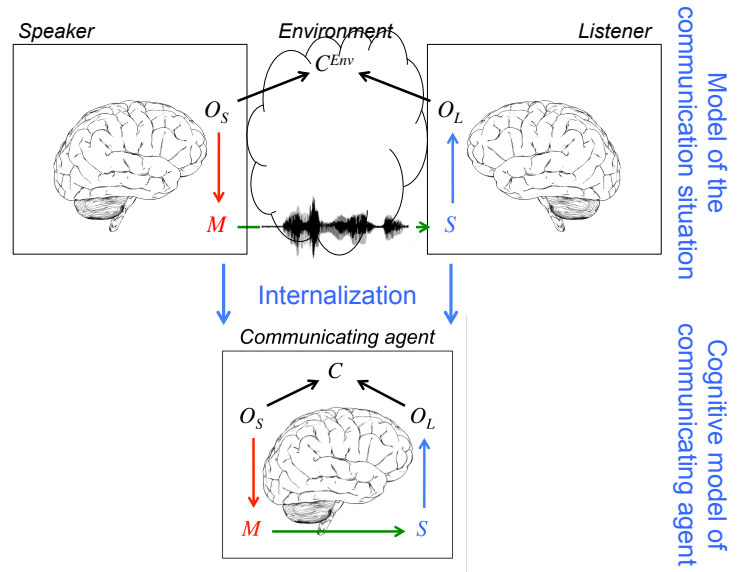 Speaker
Environment
Listener
C^Env
O_S
O_L
M
S
Model of the
communication situation
Internalization
Communicating agent
C
O_S
O_L
M
S
Cognitive model of
communicating agent